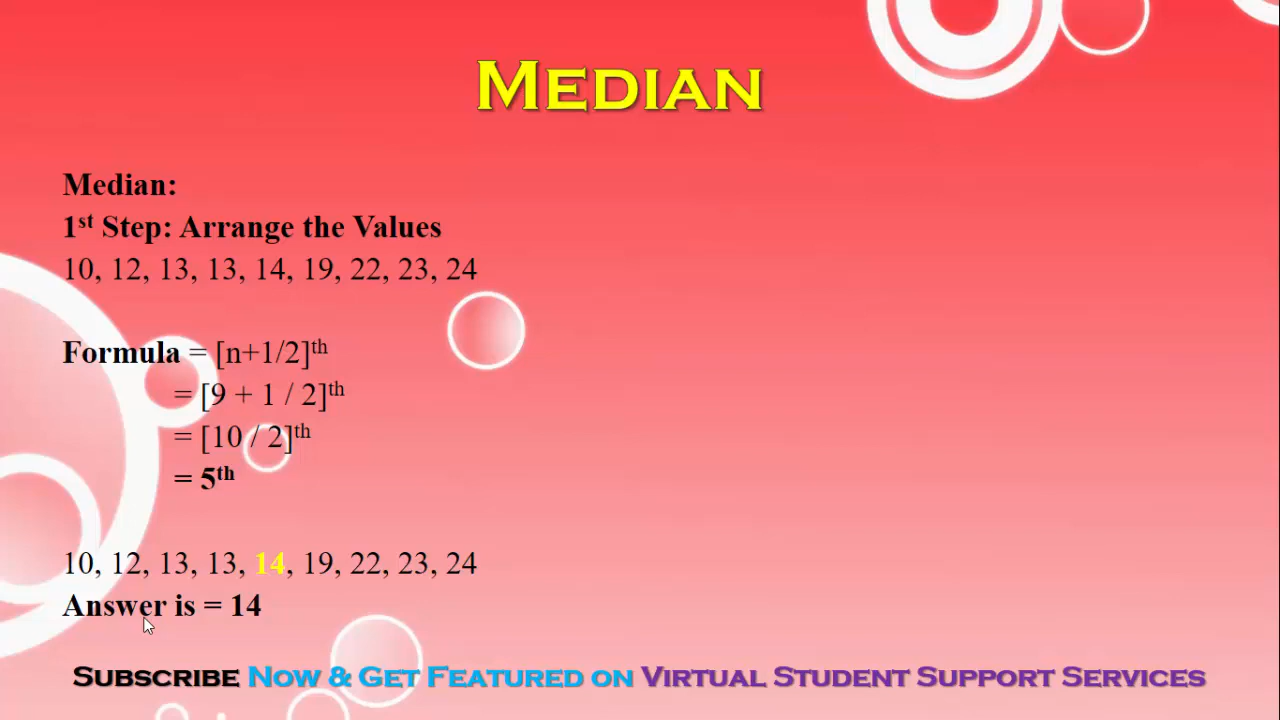 MEDIAN
Median:
1st Step: Arrange the Values
10, 12, 13, 13, 14, 19, 22, 23, 24
Formula = [n+1/2]th
= [9 + 1 / 2]th
= [10 / 2]th
= 5th
10, 12, 13, 13, 14, 19, 22, 23, 24
Answer is = 14
SUBSCRIBE NOW & GET FEATURED ON VIRTUAL STUDENT SUPPORT SERVICES